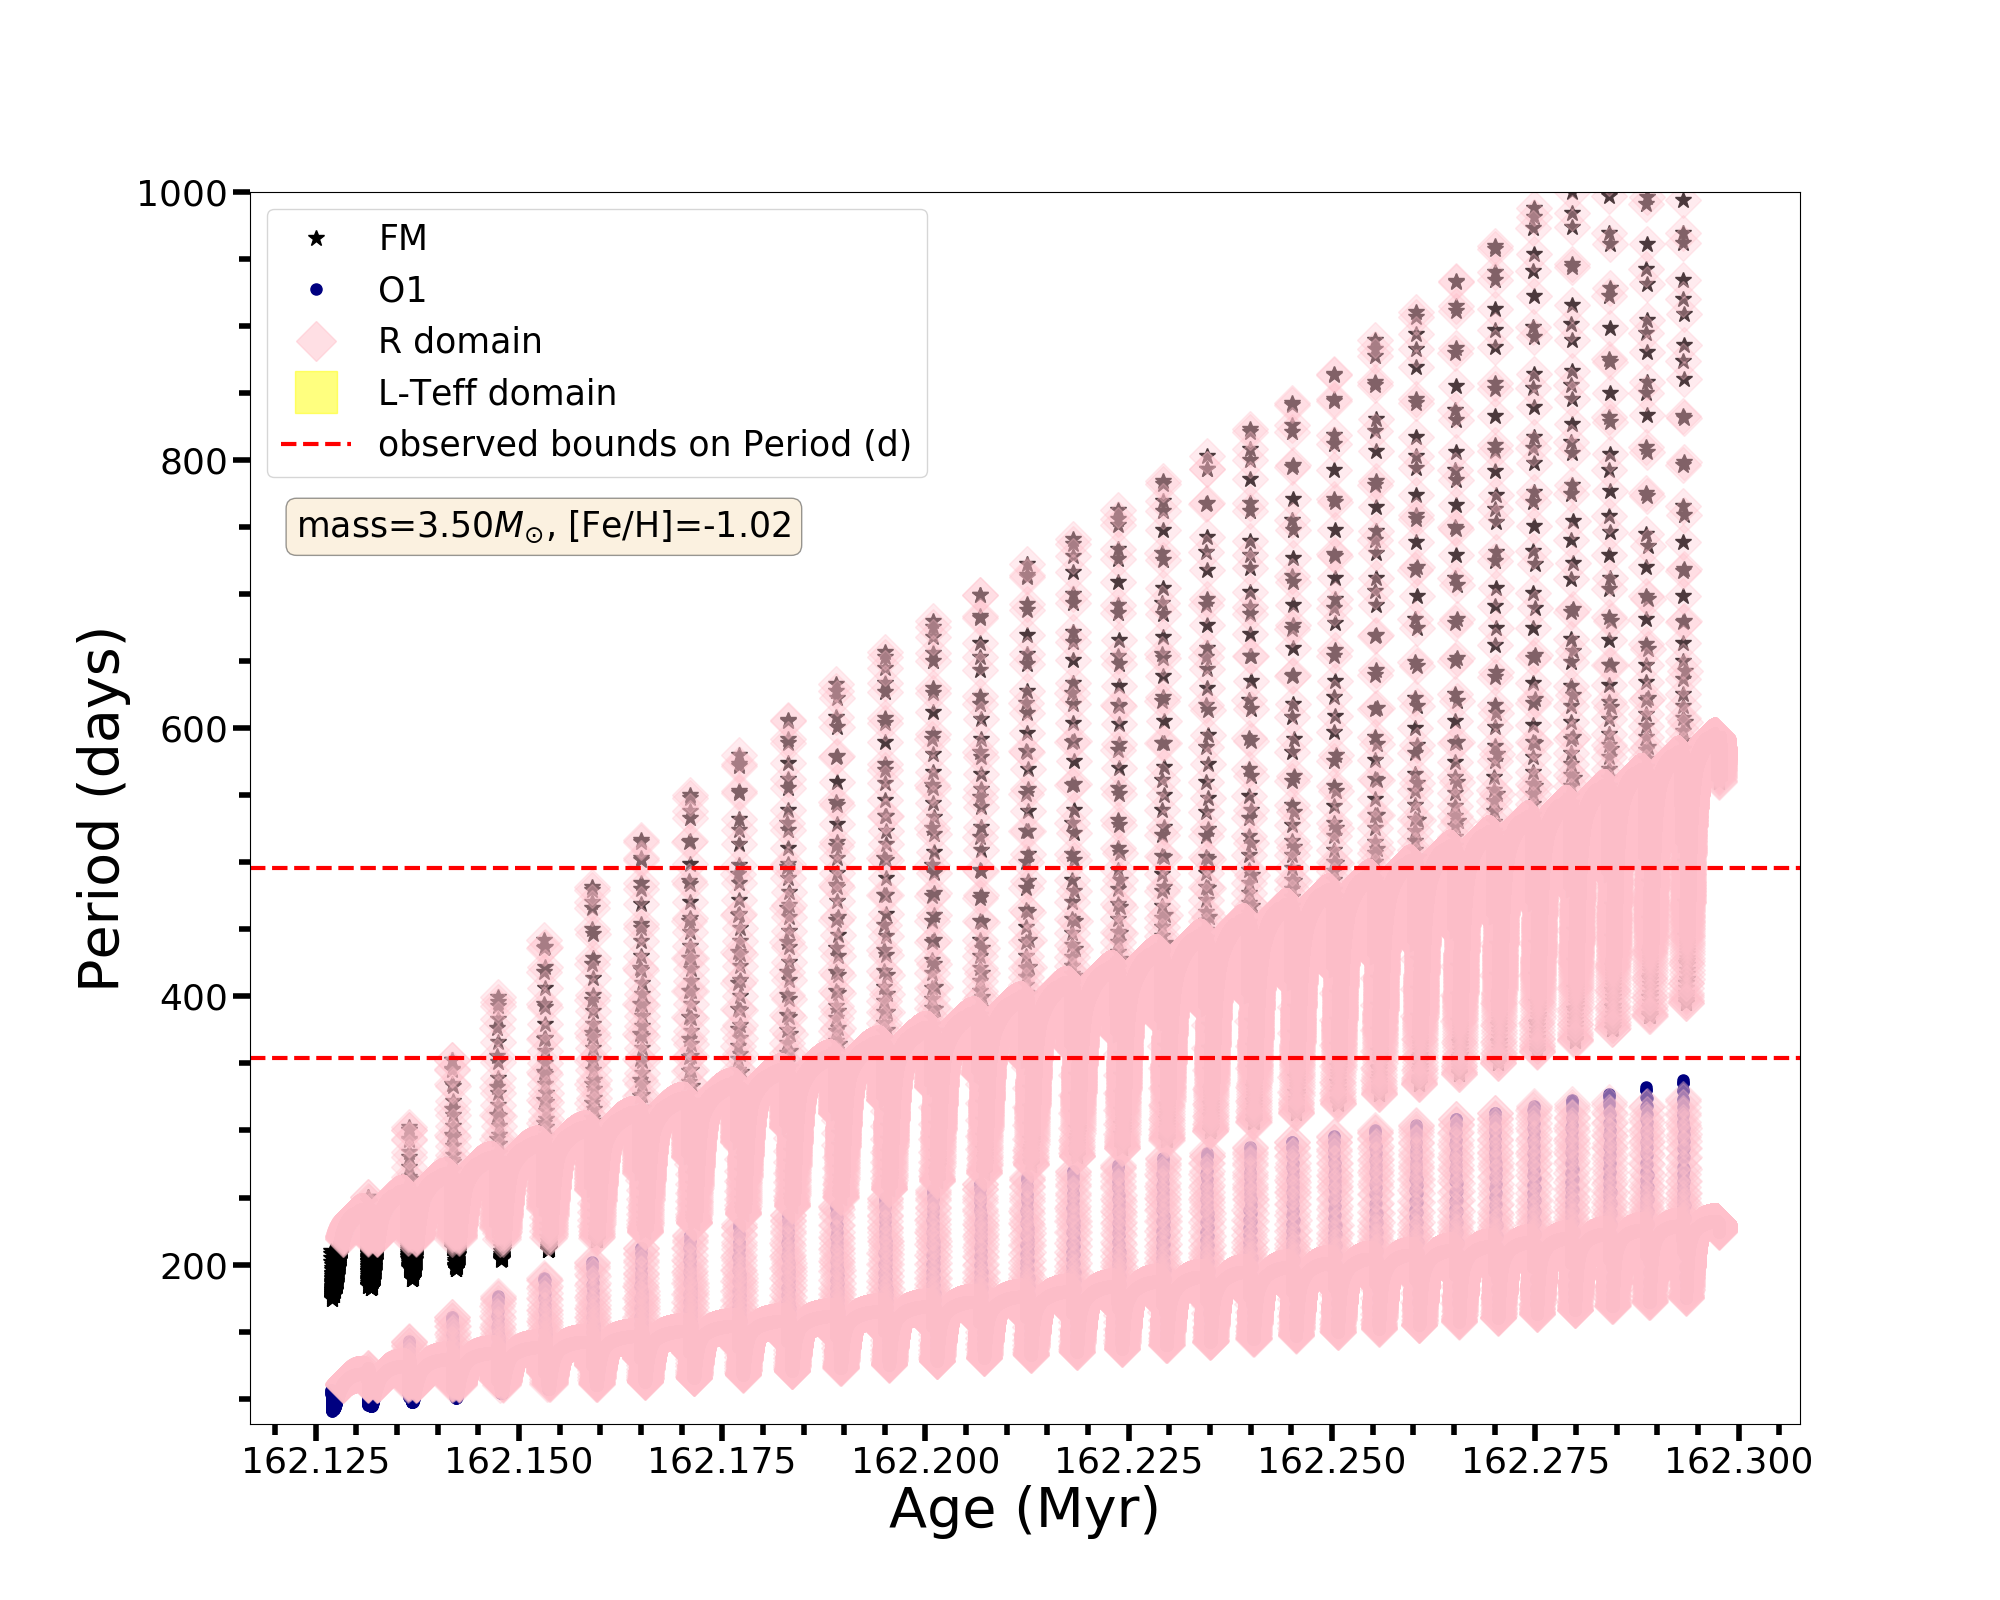 1000
800
600
400
200
Period (days)
FM
O1
R domain
L-Teff domain
observed bounds on Period (d)
mass=3.50M⊙, [Fe/H]=-1.02
162.125 162.150 162.175 162.200 162.225 162.250 162.275 162.300
Age (Myr)